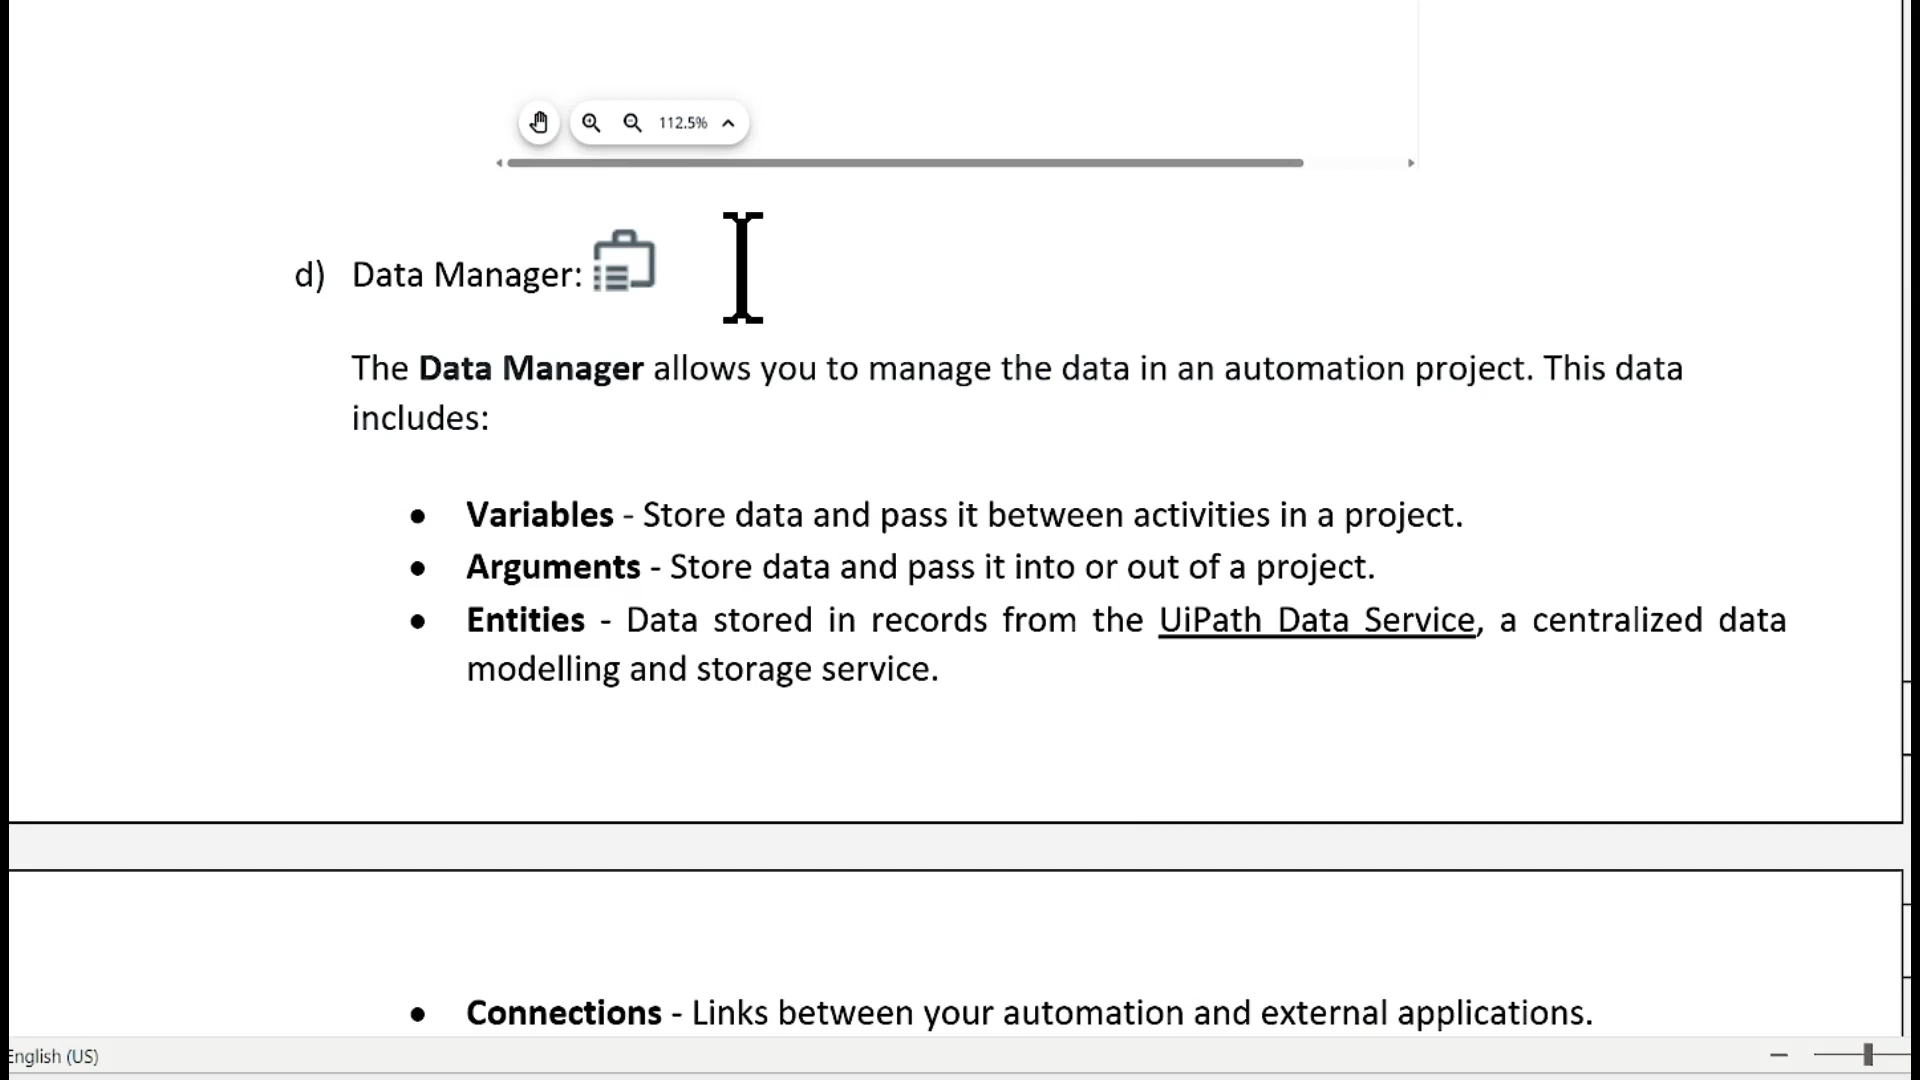 112.5%
d) Data Manager:
The Data Manager allows you to manage the data in an automation project. This data
includes:
● Variables - Store data and pass it between activities in a project.
● Arguments - Store data and pass it into or out of a project.
● Entities - Data stored in records from the UiPath Data Service, a centralized data
modelling and storage service.
● Connections - Links between your automation and external applications.
English (US)